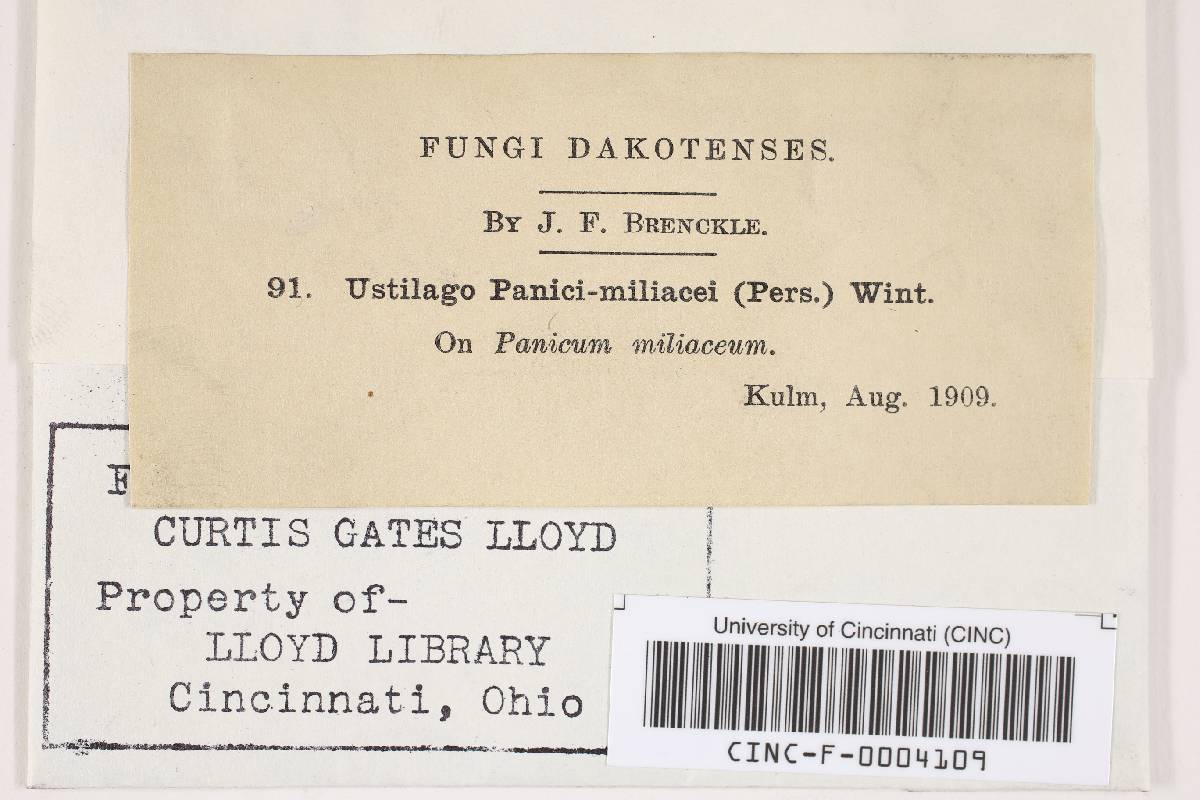 FUNGI DAKOTENSES.
By J. F. Brenckle.
91. Ustilago Panici-miliacei (Pers.) Wint.
On Panicum miliaceum.
Kulm, Aug. 1909.
CURTIS GATES LLOYD
Property of-
LLOYD LIBRARY
Cincinnati, Ohio
University of Cincinnati (CINC)
CINC-F-0004109